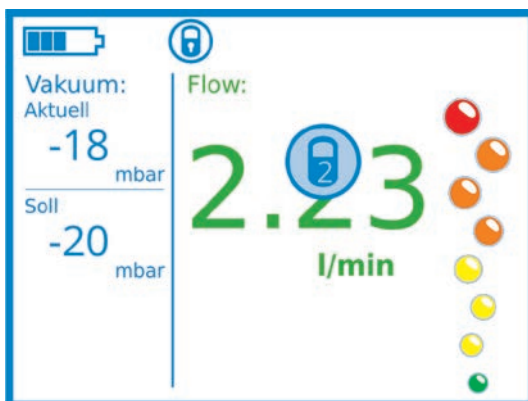 Vakuum:
Aktuell
-18
mbar
Soll
-20
mbar
Flow:
2.23
2
l/min